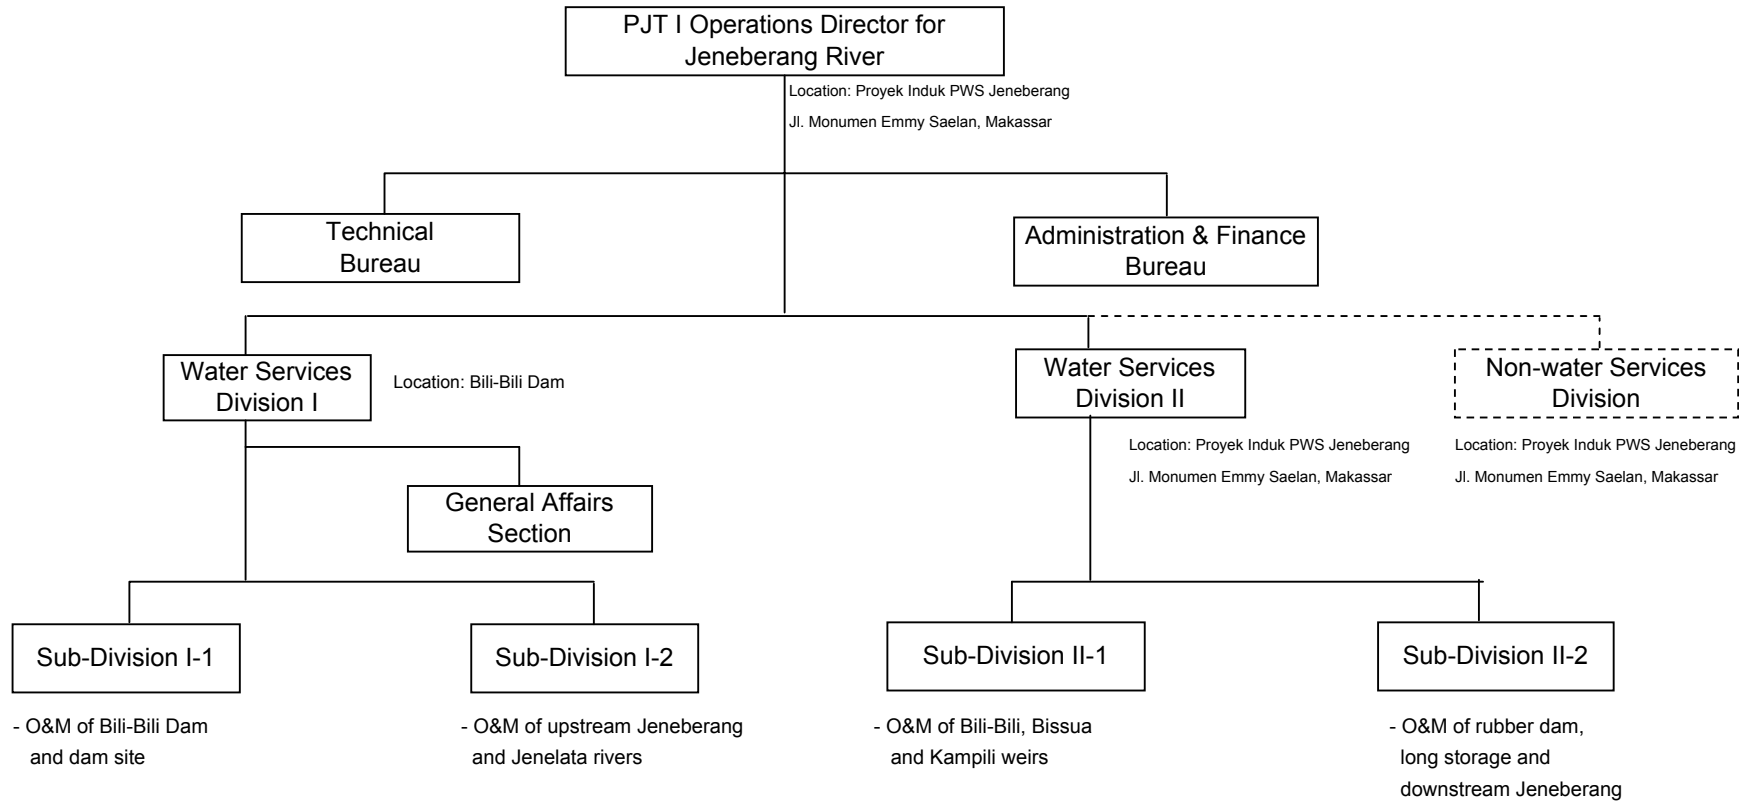 PJT I Operations Director for
Jeneberang River
Location: Proyek Induk PWS Jeneberang
Jl. Monumen Emmy Saelan, Makassar
Technical
Bureau
Administration & Finance
Bureau
Water Services
Division I
Location: Bili-Bili Dam
Water Services
Division II
Non-water Services
Division
Location: Proyek Induk PWS Jeneberang
Jl. Monumen Emmy Saelan, Makassar
Location: Proyek Induk PWS Jeneberang
Jl. Monumen Emmy Saelan, Makassar
General Affairs
Section
Sub-Division I-1
Sub-Division I-2
Sub-Division II-1
Sub-Division II-2
- O&M of Bili-Bili Dam
and dam site
- O&M of upstream Jeneberang
and Jenelata rivers
- O&M of Bili-Bili, Bissua
and Kampili weirs
- O&M of rubber dam,
long storage and
downstream Jeneberang